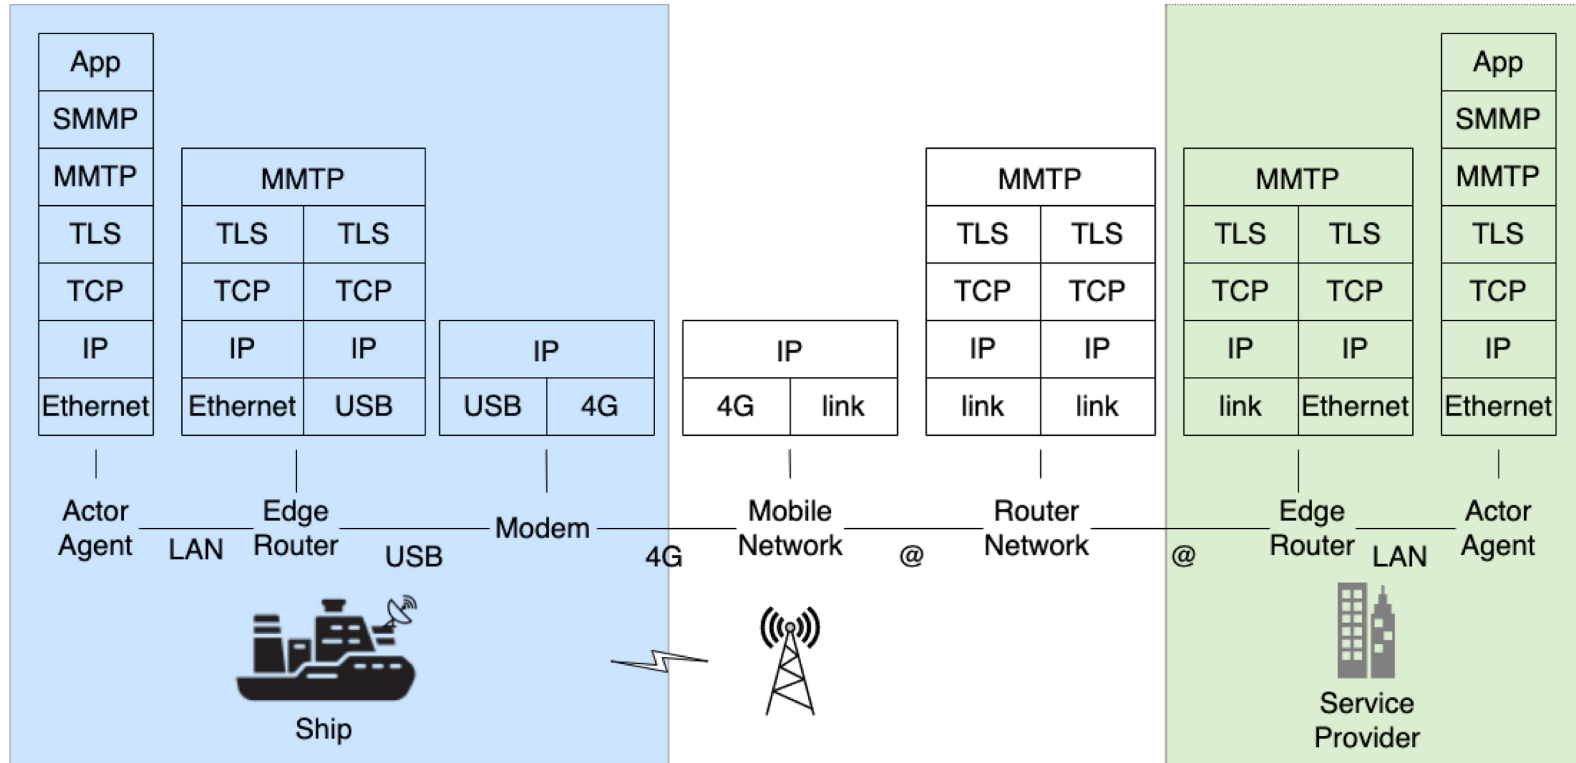 App
SMMP
MMTP
TLS
TCP
IP
Ethernet
MMTP
TLS TLS
TCP TCP
IP IP
Ethernet USB
IP
USB 4G
IP
4G link
MMTP
TLS TLS
TCP TCP
IP IP
link link
MMTP
TLS TLS
TCP TCP
IP IP
link Ethernet
App
SMMP
MMTP
TLS
TCP
IP
Ethernet
Actor
Agent
LAN
Edge
Router
USB
Modem
4G
Mobile
Network
@
Router
Network
@
Edge
Router
LAN
Actor
Agent
Ship
Service
Provider